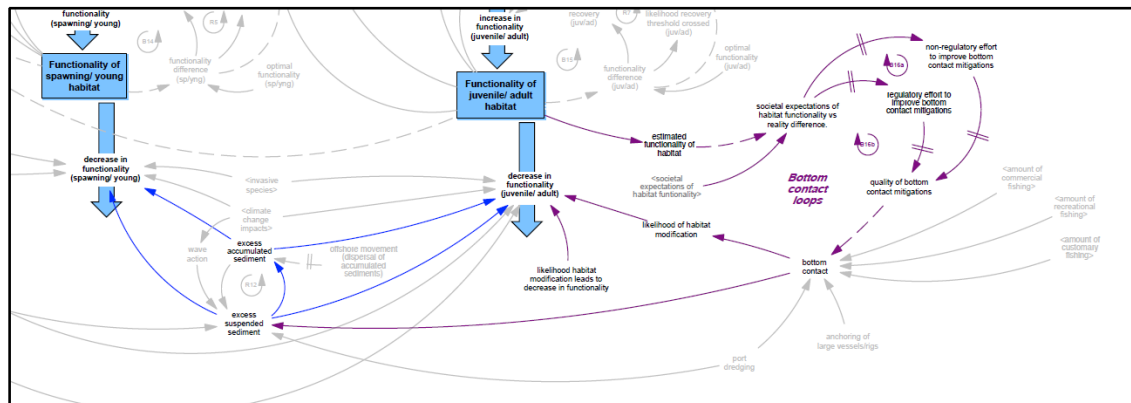 functionality
(spawning/ young)
B14
R5
Functionality of
spawning/ young
habitat
functionality
difference
(sp/yng)
optimal
functionality
(sp/yng)
increase in
functionality
(juvenile/ adult)
Functionality of
juvenile/ adult
habitat
recovery
(juv/ad)
likelihood recovery
threshold crossed
(juv/ad)
R7
B15
functionality
difference
(juv/ad)
optimal
functionality
(juv/ad)
non-regulatory effort
to improve bottom
contact mitigations
B16a
regulatory effort to
improve bottom
contact mitigations
societal expectations of
habitat functionality vs
reality difference.
B16b
estimated
functionality of
habitat
<societal
expectations of
habitat funtionality>
Bottom
contact
loops
quality of bottom
contact mitigations
<amount of
commercial
fishing>
<amount of
recreational
fishing>
<amount of
customary
fishing>
decrease in
functionality
(spawning/ young)
<invasive
species>
<climate
change
impacts>
decrease in
functionality
(juvenile/ adult)
likelihood of habitat
modification
wave
action
excess
accumulated
sediment
offshore movement
(dispersal of
accumulated
sediments)
R12
likelihood habitat
modification leads to
decrease in functionality
bottom
contact
excess
suspended
sediment
anchoring of
large vessels/rigs
port
dredging